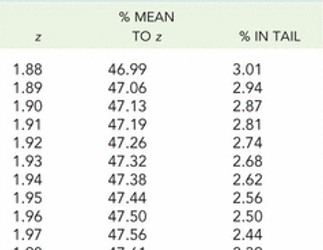 % MEAN
z TO z % IN TAIL
1.88 46.99 3.01
1.89 47.06 2.94
1.90 47.13 2.87
1.91 47.19 2.81
1.92 47.26 2.74
1.93 47.32 2.68
1.94 47.38 2.62
1.95 47.44 2.56
1.96 47.50 2.50
1.97 47.56 2.44